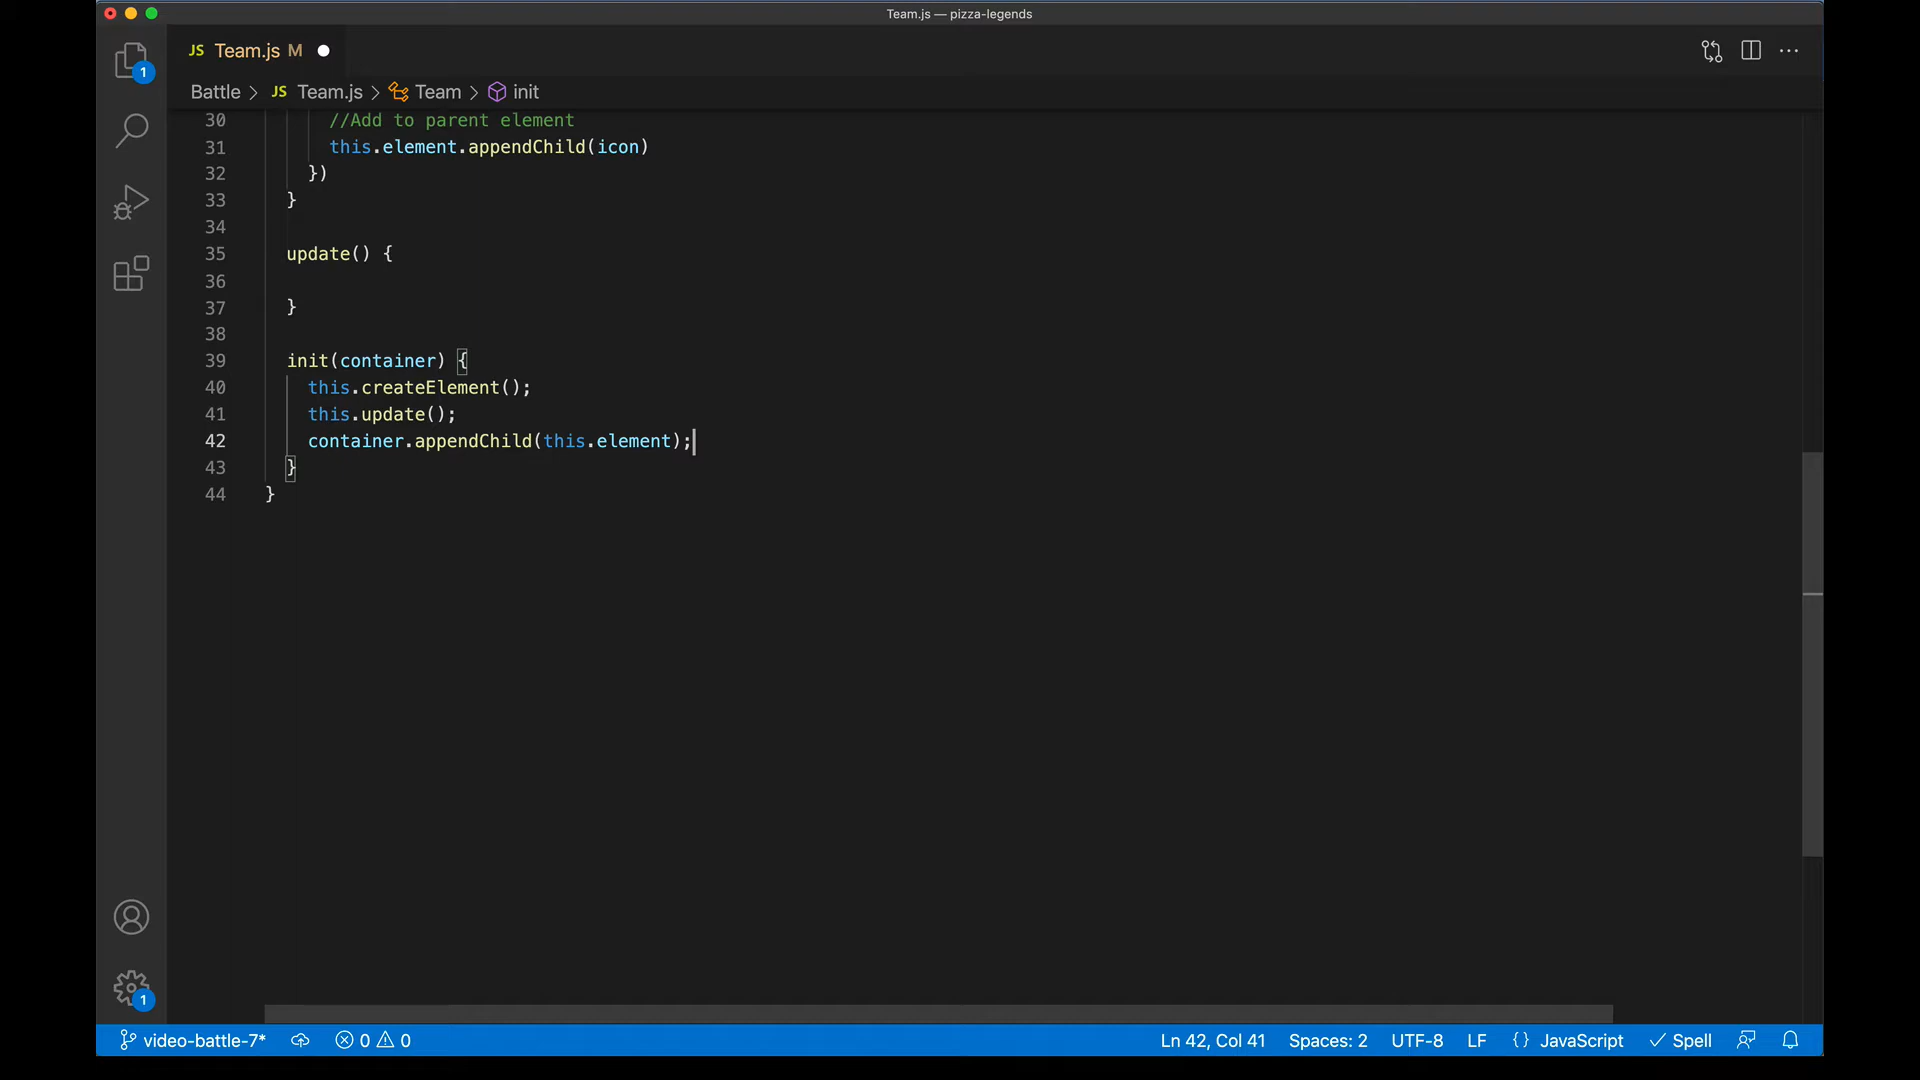 Team.js — pizza-legends
JS Team.js M
Battle > JS Team.js > Team > init
1
30 //Add to parent element
31 this.element.appendChild(icon)
32 })
33 }
34
35 update() {
36
37 }
38
39 init(container) {
40 this.createElement();
41 this.update();
42 container.appendChild(this.element);
43 }
44 }
1
video-battle-7* 0 0 Ln 42, Col 41 Spaces: 2 UTF-8 LF {} JavaScript Spell